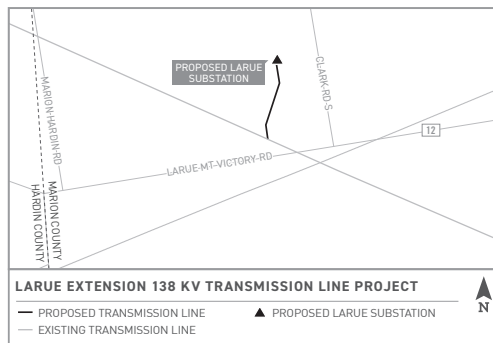 PROPOSED LARUE
SUBSTATION
CLARK-RD-S
MARION-HARDIN-RD
12
LARUE-MT-VICTORY RD
HARDIN COUNTY
MARION COUNTY
LARUE EXTENSION 138 KV TRANSMISSION LINE PROJECT
PROPOSED TRANSMISSION LINE
PROPOSED LARUE SUBSTATION
EXISTING TRANSMISSION LINE
N